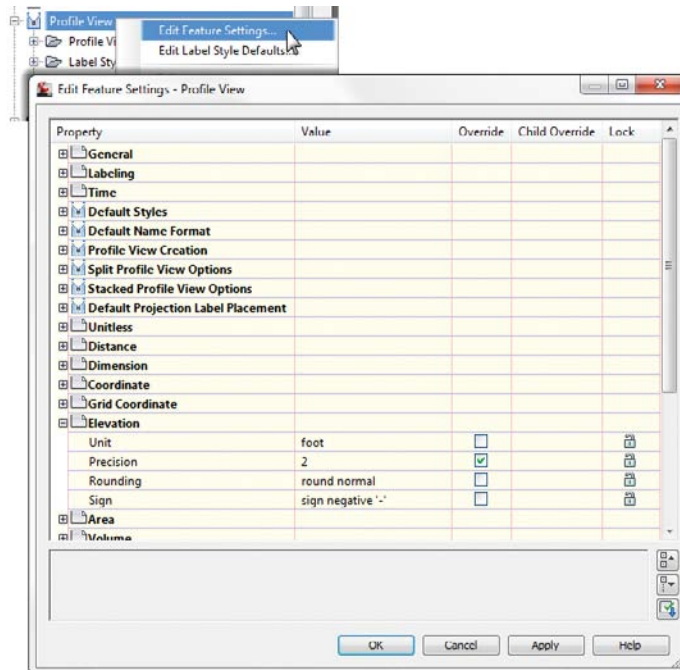 Profile View
Edit Feature Settings...
Profile Vi
Edit Label Style Defaults...
Label Sty
Edit Feature Settings - Profile View
Property Value Override Child Override Lock
General
Labeling
Time
Default Styles
Default Name Format
Profile View Creation
Split Profile View Options
Stacked Profile View Options
Default Projection Label Placement
Unitless
Distance
Dimension
Coordinate
Grid Coordinate
Elevation
Unit foot
Precision 2
Rounding round normal
Sign sign negative '-'
Area
Volume
OK Cancel Apply Help